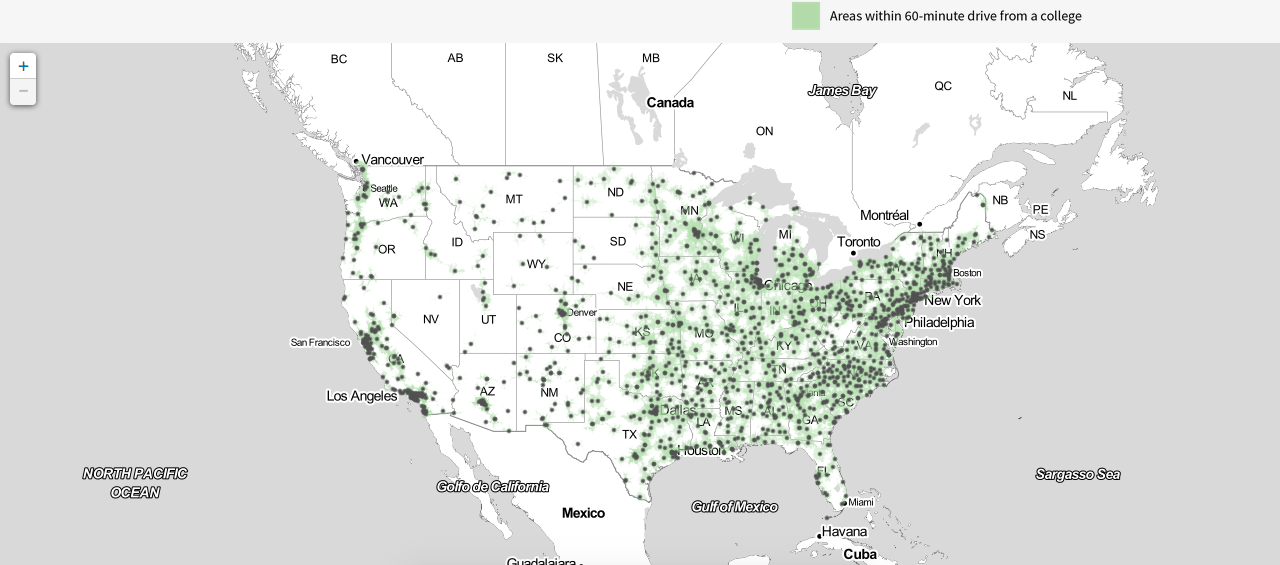 Areas within 60-minute drive from a college
+
−
BC
AB
SK
MB
Canada
James Bay
QC
NL
ON
Vancouver
Seattle
WA
MT
ND
MN
NB
PE
NS
Montréal
Toronto
OR
ID
SD
WI
MI
NH
WY
NE
IA
Chicago
Boston
PA
New York
Philadelphia
Washington
NV
UT
Denver
CO
KS
MO
IL
IN
KY
VA
San Francisco
CA
Los Angeles
AZ
NM
Dallas
MS
LA
GA
SC
TX
Houston
FL
Miami
NORTH PACIFIC
OCEAN
Golfo de California
Gulf of Mexico
Sargasso Sea
Mexico
Havana
Cuba
Guadalajara